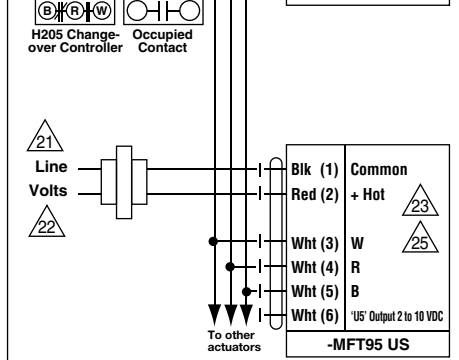 B R W
H205 Change-
over Controller
Occupied
Contact
21
Line
Volts
22
Blk (1) Common
Red (2) + Hot
23
25
Wht (3) W
Wht (4) R
Wht (5) B
Wht (6) 'U5' Output 2 to 10 VDC
To other
actuators
-MFT95 US